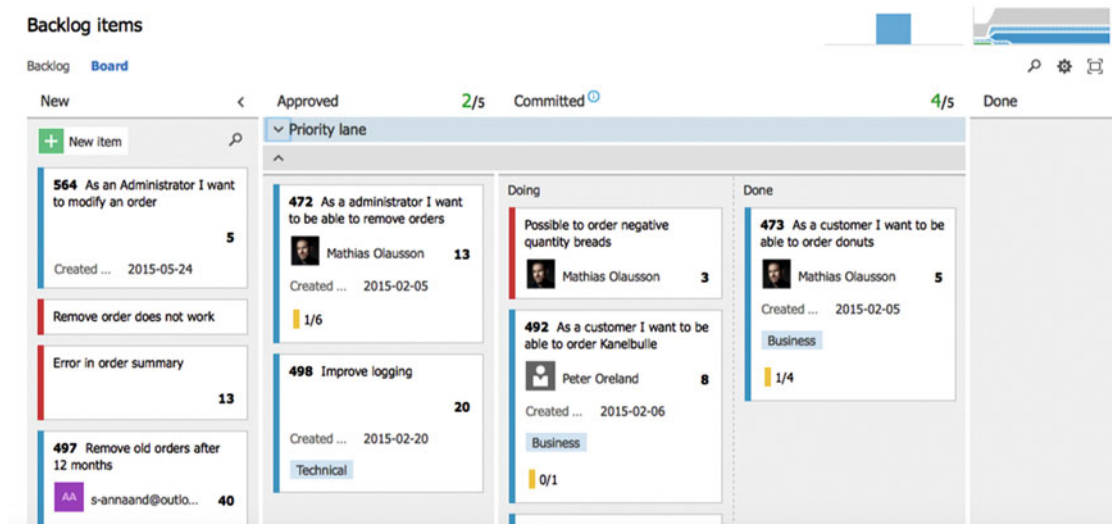 Backlog items
Backlog Board
New
Approved 2/5
Committed 4/5
Done
New item
564 As an Administrator I want
to modify an order
5
Created ... 2015-05-24
Remove order does not work
Error in order summary
13
497 Remove old orders after
12 months
AA s-annaand@outlo... 40
Priority lane
472 As a administrator I want
to be able to remove orders
Mathias Olausson 13
Created ... 2015-02-05
1/6
498 Improve logging
20
Created ... 2015-02-20
Technical
Doing
Possible to order negative
quantity breads
Mathias Olausson 3
492 As a customer I want to be
able to order Kanelbulle
Peter Oreland 8
Created ... 2015-02-06
Business
0/1
Done
473 As a customer I want to be
able to order donuts
Mathias Olausson 5
Created ... 2015-02-05
Business
1/4